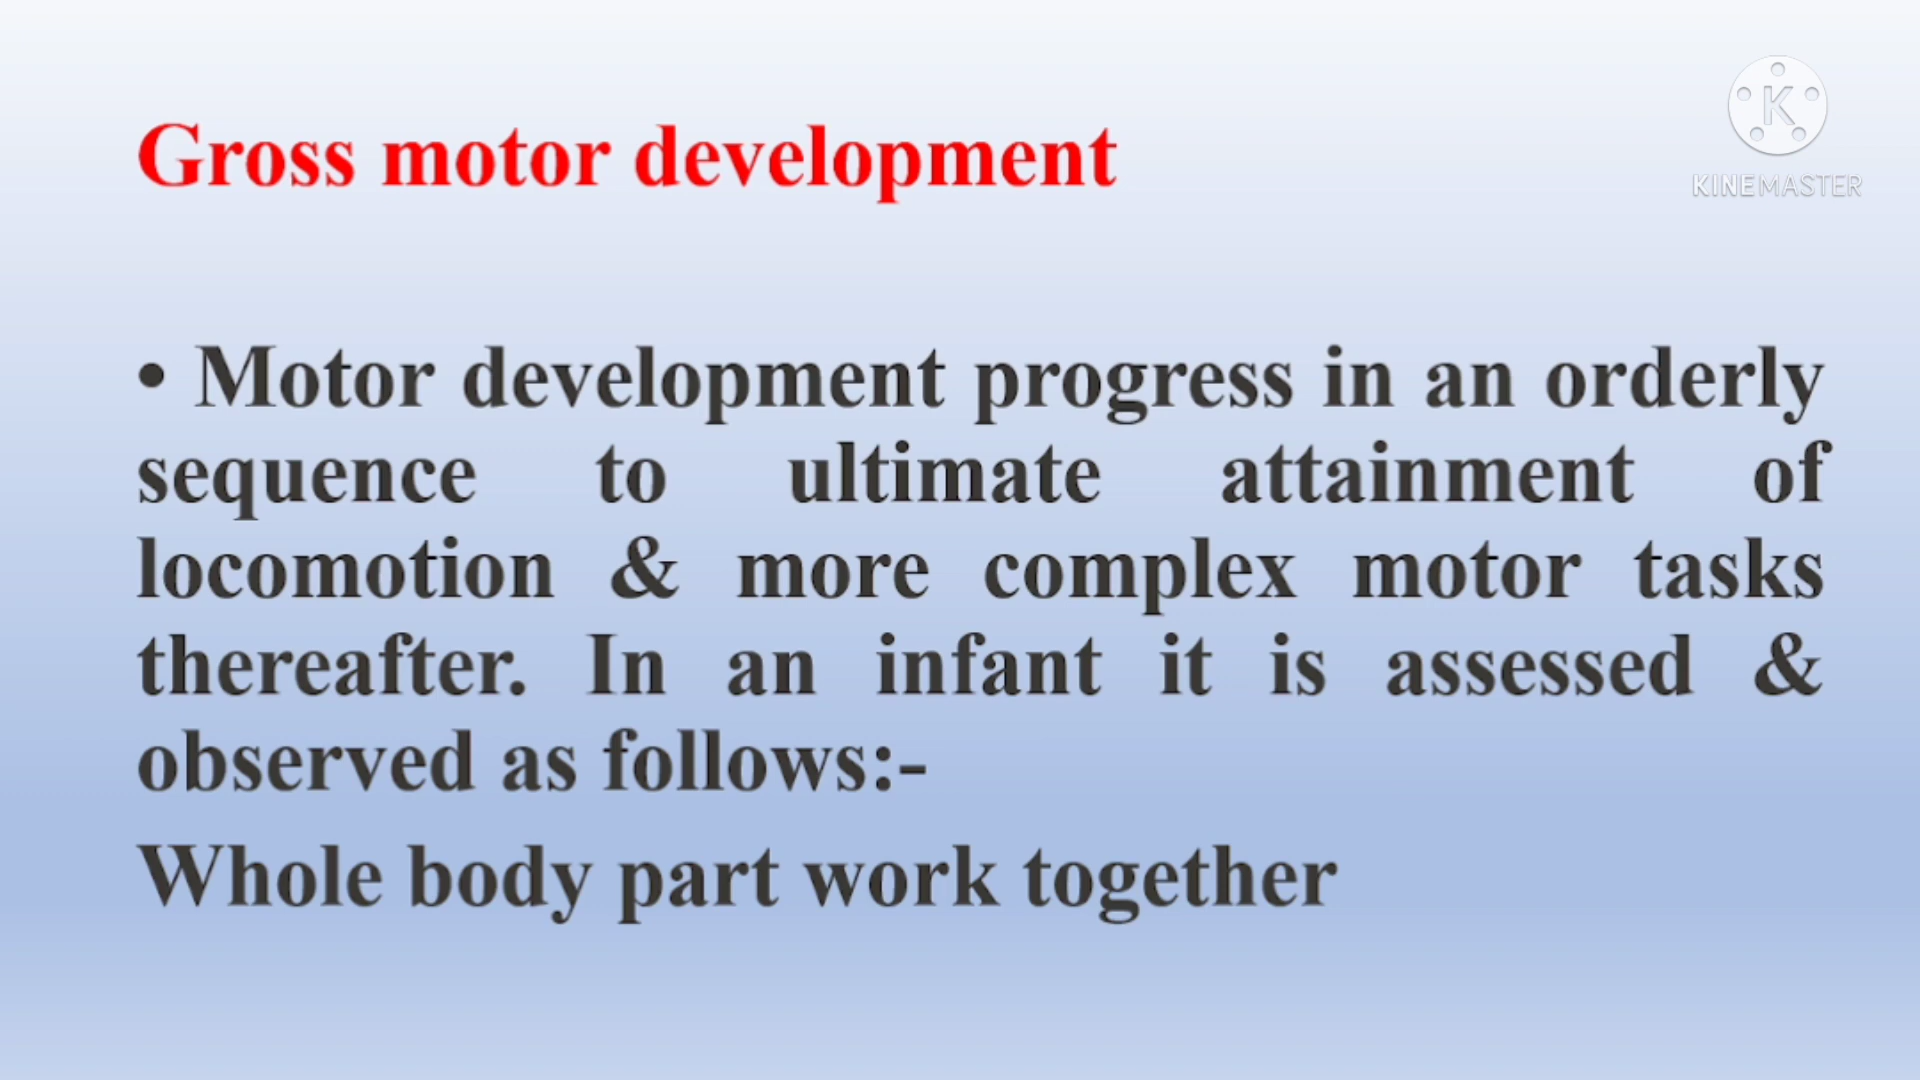 Gross motor development
K
KINEMASTER
• Motor development progress in an orderly
sequence to ultimate attainment of
locomotion & more complex motor tasks
thereafter. In an infant it is assessed &
observed as follows:-
Whole body part work together